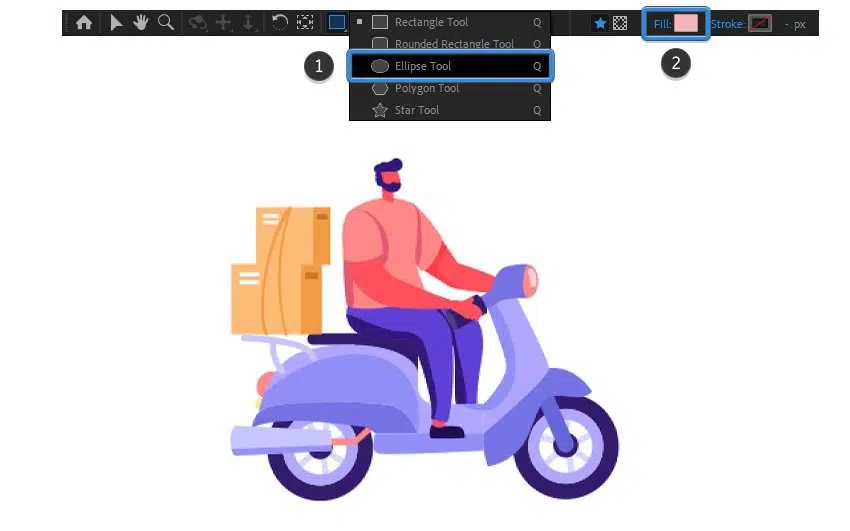 Rectangle Tool Q
Rounded Rectangle Tool Q
Fill: Stroke: - px
1 Ellipse Tool Q
2
Polygon Tool Q
Star Tool Q